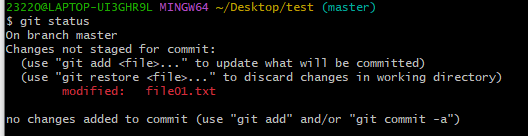 23220@LAPTOP-UI3GHR9L MINGW64 ~/Desktop/test (master)
$ git status
On branch master
Changes not staged for commit:
  (use "git add <file>..." to update what will be committed)
  (use "git restore <file>..." to discard changes in working directory)
        modified:   file01.txt

no changes added to commit (use "git add" and/or "git commit -a")